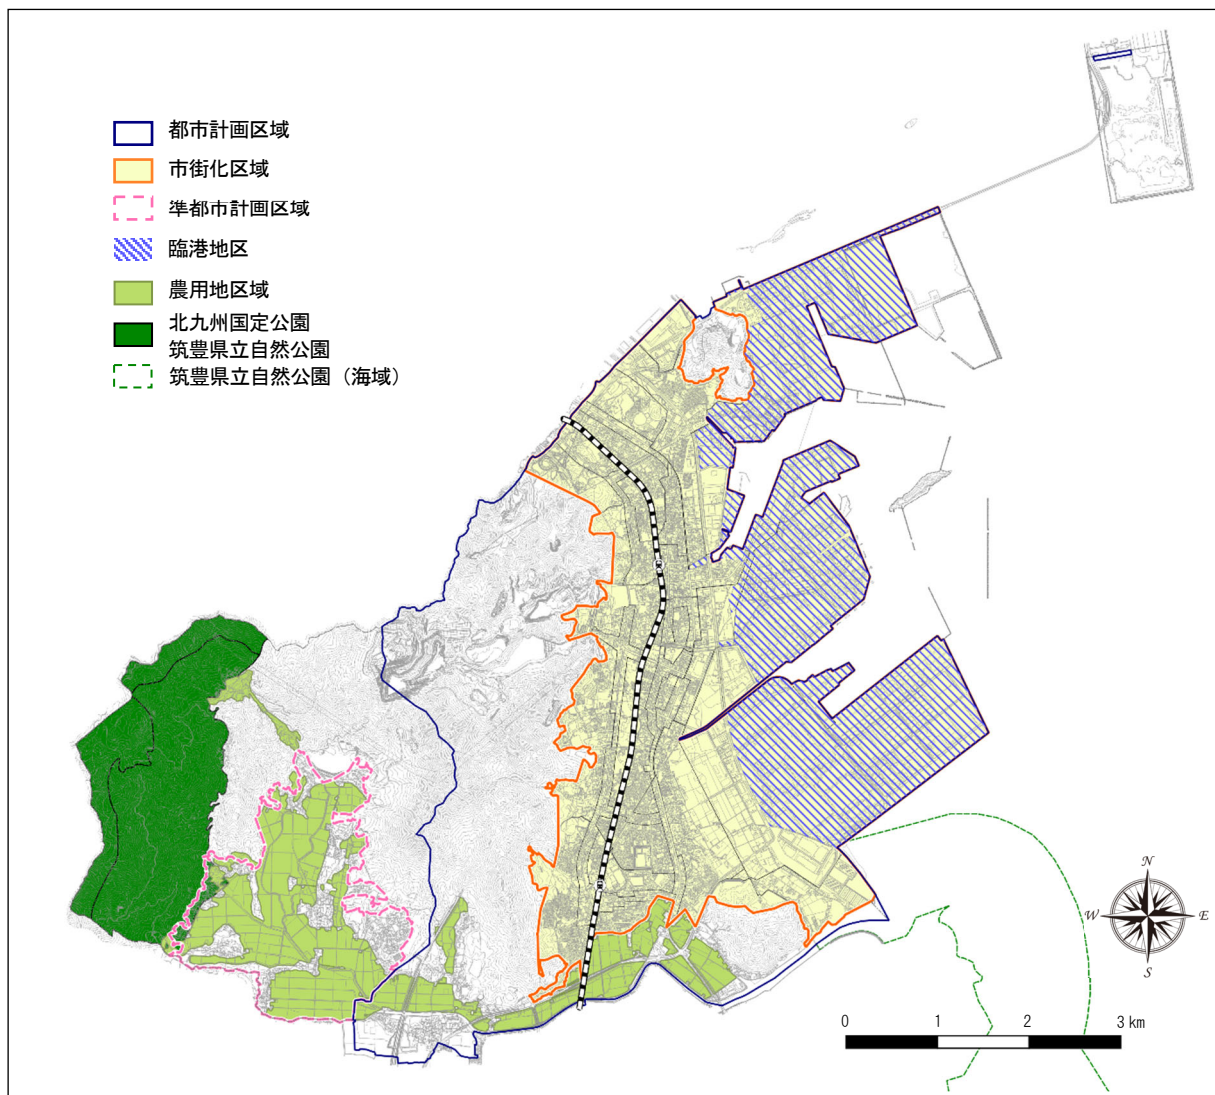 都市計画区域
市街化区域
準都市計画区域
臨港地区
農用地区域
北九州国定公園
筑豊県立自然公園
筑豊県立自然公園（海域）
N
W E
S
0 1 2 3 km